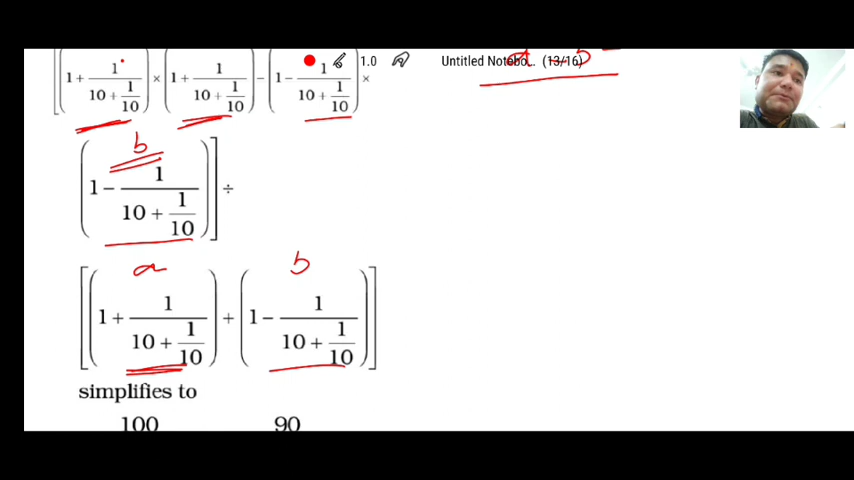 1.0 Untitled Notebo... (13/16)
a b
[(1 + 1/(10 + 1/10)) × (1 + 1/(10 + 1/10)) − (1 − 1/(10 + 1/10)) ×
b
(1 − 1/(10 + 1/10))] ÷
a b
[(1 + 1/(10 + 1/10)) + (1 − 1/(10 + 1/10))]
simplifies to
100 90